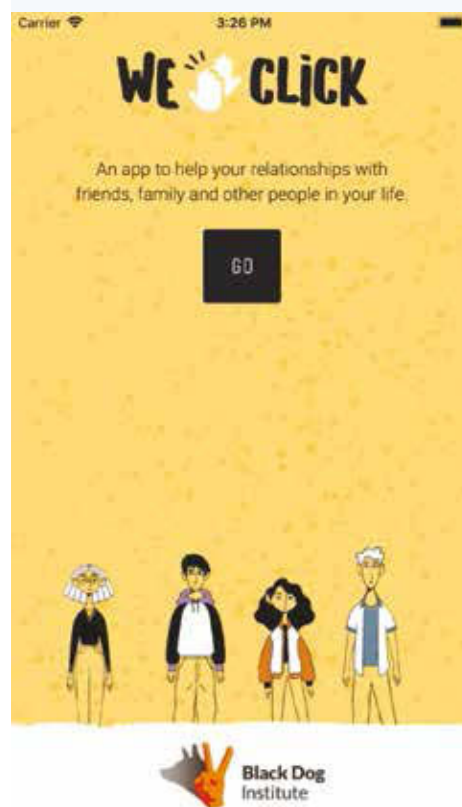 Carrier 3:26 PM
WE CLiCK
An app to help your relationships with
friends, family and other people in your life.
GO
Black Dog
Institute